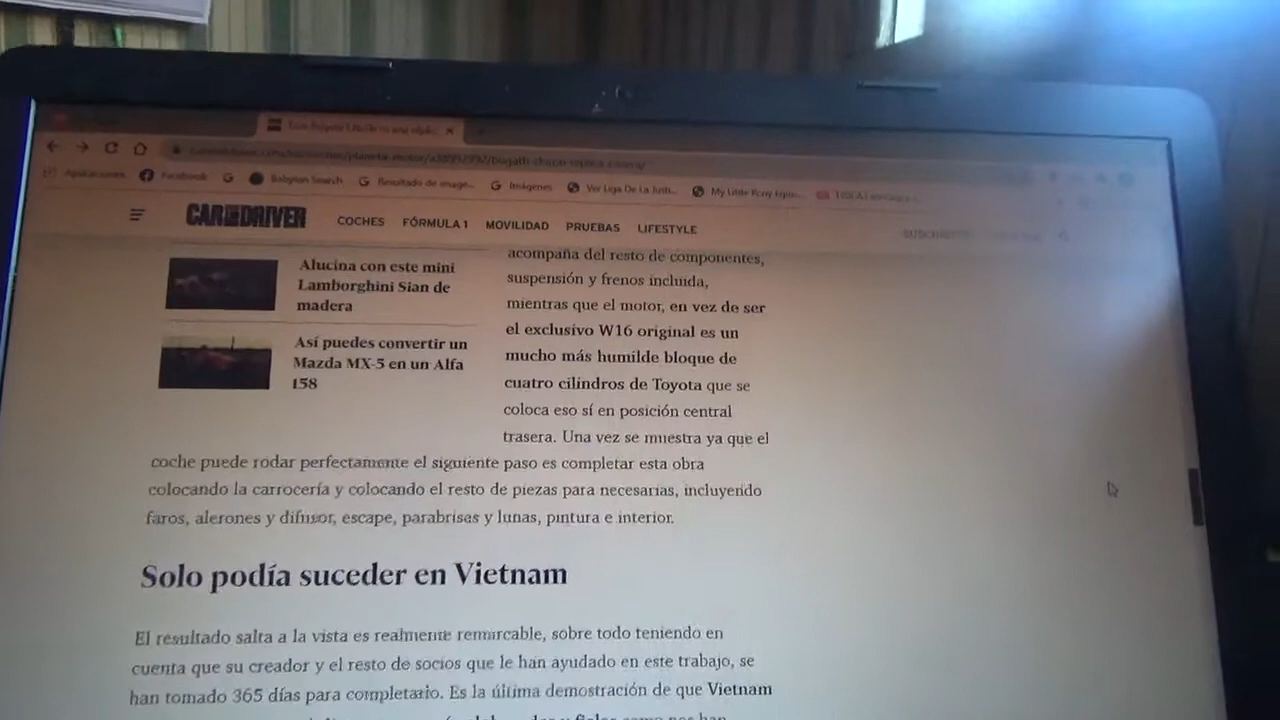 Facebook
Babylon Search
Resultado de image...
Imágenes
Ver Liga De La Justi...
CAR AND DRIVER
COCHES
FÓRMULA 1
MOVILIDAD
PRUEBAS
LIFESTYLE
Alucina con este mini
Lamborghini Sian de
madera
Así puedes convertir un
Mazda MX-5 en un Alfa
158
acompaña del resto de componentes,
suspensión y frenos incluida,
mientras que el motor, en vez de ser
el exclusivo W16 original es un
mucho más humilde bloque de
cuatro cilindros de Toyota que se
coloca eso sí en posición central
trasera. Una vez se muestra ya que el
coche puede rodar perfectamente el siguiente paso es completar esta obra
colocando la carrocería y colocando el resto de piezas para necesarias, incluyendo
faros, alerones y difusor, escape, parabrisas y lunas, pintura e interior.
Solo podía suceder en Vietnam
El resultado salta a la vista es realmente remarcable, sobre todo teniendo en
cuenta que su creador y el resto de socios que le han ayudado en este trabajo, se
han tomado 365 días para completarlo. Es la última demostración de que Vietnam